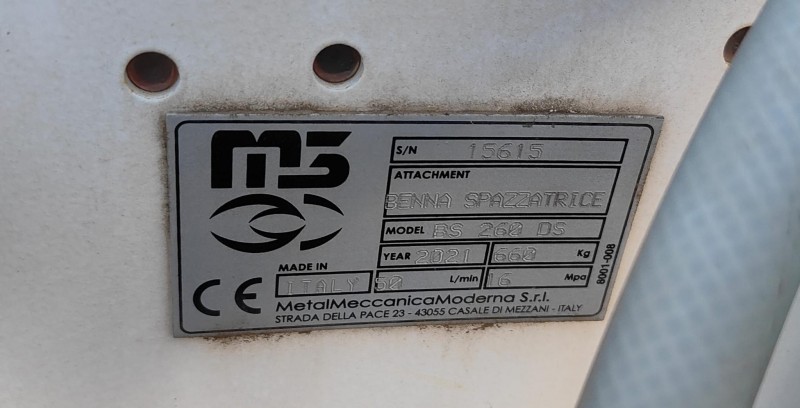 M3
S/N 15615
ATTACHMENT
BENNA SPAZZATRICE
MODEL BS 260 DS
YEAR 2021 660 Kg
MADE IN
ITALY 60 L/min 16 Mpa
CE
MetalMeccanicaModerna S.r.l.
STRADA DELLA PACE 23 - 43055 CASALE DI MEZZANI - ITALY
8001-008